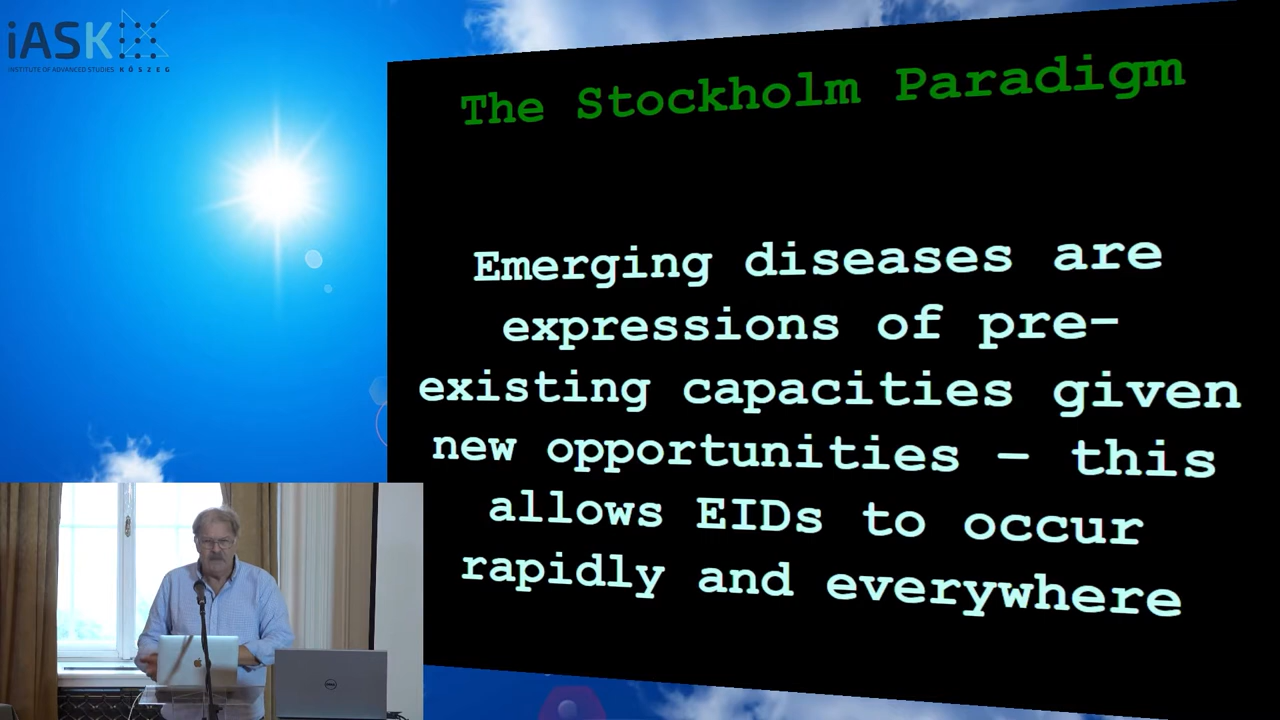 iASK
INSTITUTE OF ADVANCED STUDIES KŐSZEG
The Stockholm Paradigm
Emerging diseases are
expressions of pre-
existing capacities given
new opportunities – this
allows EIDs to occur
rapidly and everywhere
DELL